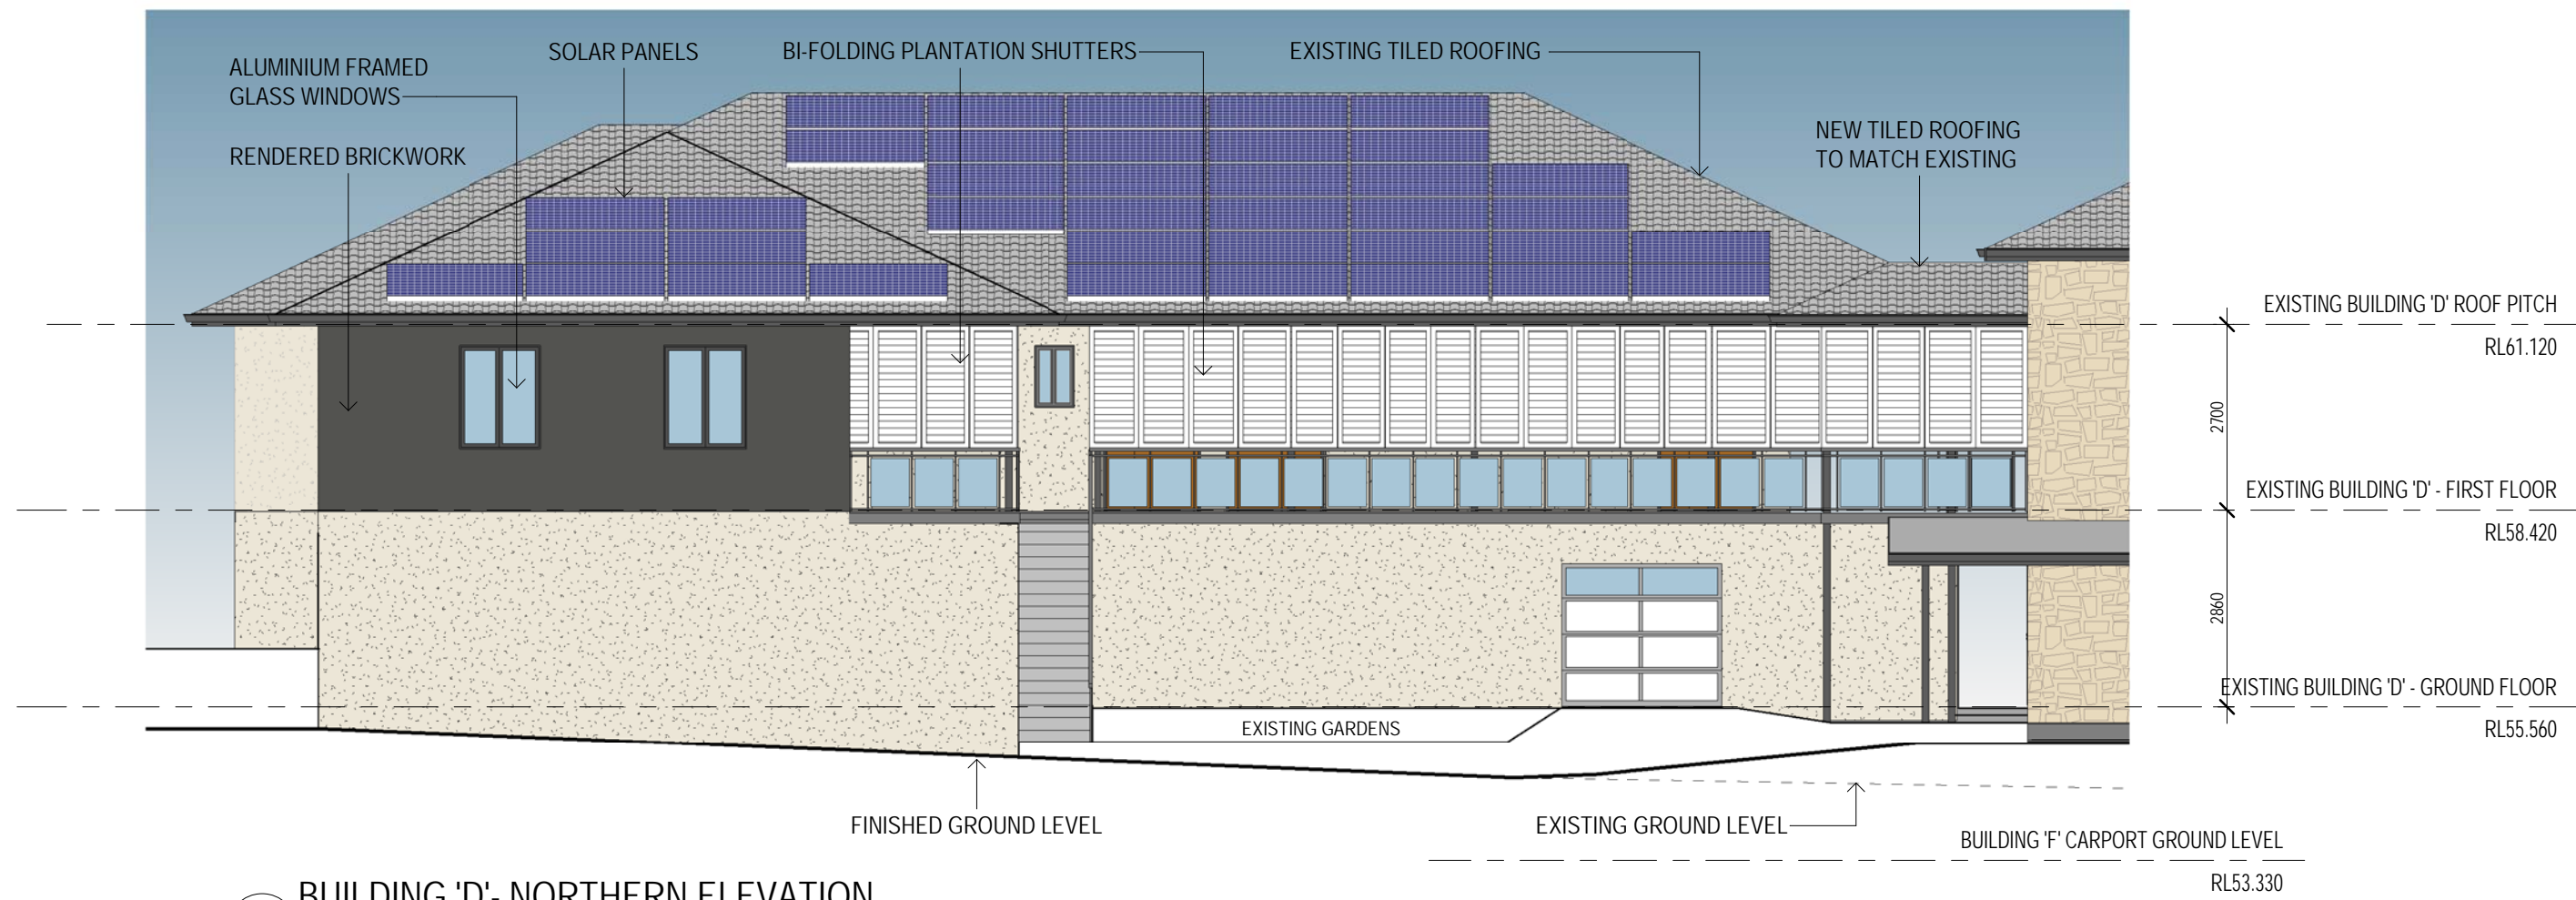 SOLAR PANELS
BI-FOLDING PLANTATION SHUTTERS
EXISTING TILED ROOFING
ALUMINIUM FRAMED
GLASS WINDOWS
RENDERED BRICKWORK
NEW TILED ROOFING
TO MATCH EXISTING
EXISTING BUILDING 'D' ROOF PITCH
RL61.120
2700
EXISTING BUILDING 'D' - FIRST FLOOR
RL58.420
2860
EXISTING BUILDING 'D' - GROUND FLOOR
RL55.560
EXISTING GARDENS
FINISHED GROUND LEVEL
EXISTING GROUND LEVEL
BUILDING 'F' CARPORT GROUND LEVEL
RL53.330
BUILDING 'D'- NORTHERN ELEVATION